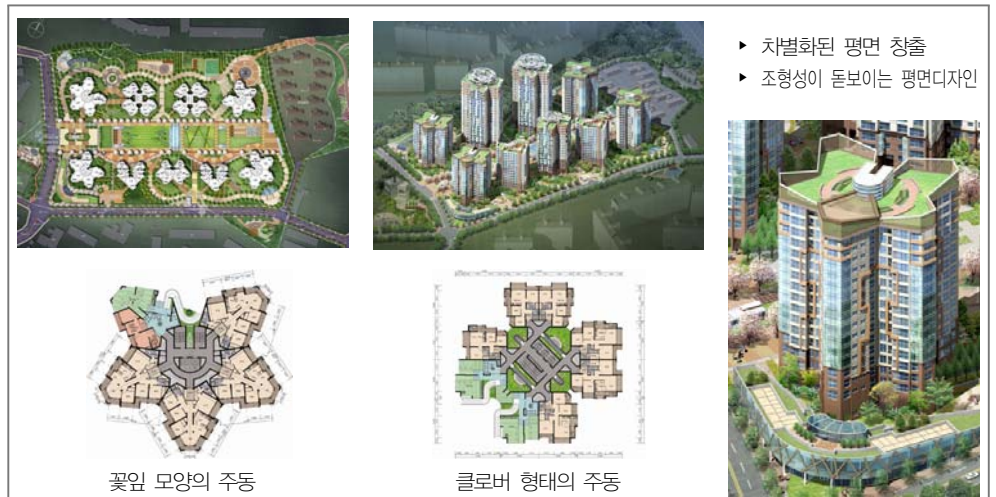 ▸ 차별화된 평면 창출
▸ 조형성이 돋보이는 평면디자인
꽃잎 모양의 주동
클로버 형태의 주동